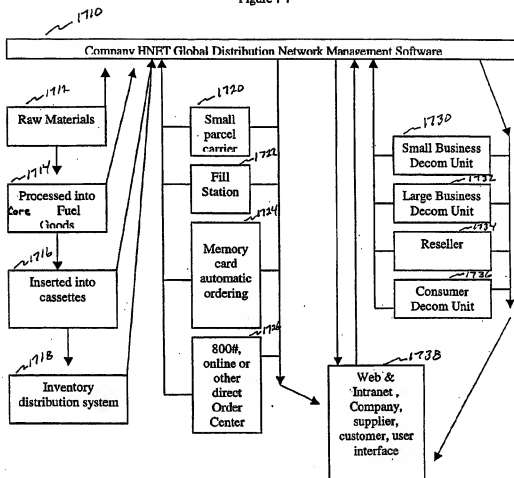 Figure
1710
Company HNET Global Distribution Network Management Software
1712
Raw Materials
1714
Processed into
Core Fuel
Goods
1716
Inserted into
cassettes
1718
Inventory
distribution system
1720
Small
parcel
carrier
1722
Fill
Station
1724
Memory
card
automatic
ordering
1726
800#,
online or
other
direct
Order
Center
1730
Small Business
Decom Unit
1732
Large Business
Decom Unit
1734
Reseller
1736
Consumer
Decom Unit
1738
Web &
Intranet ,
Company,
supplier,
customer, user
interface